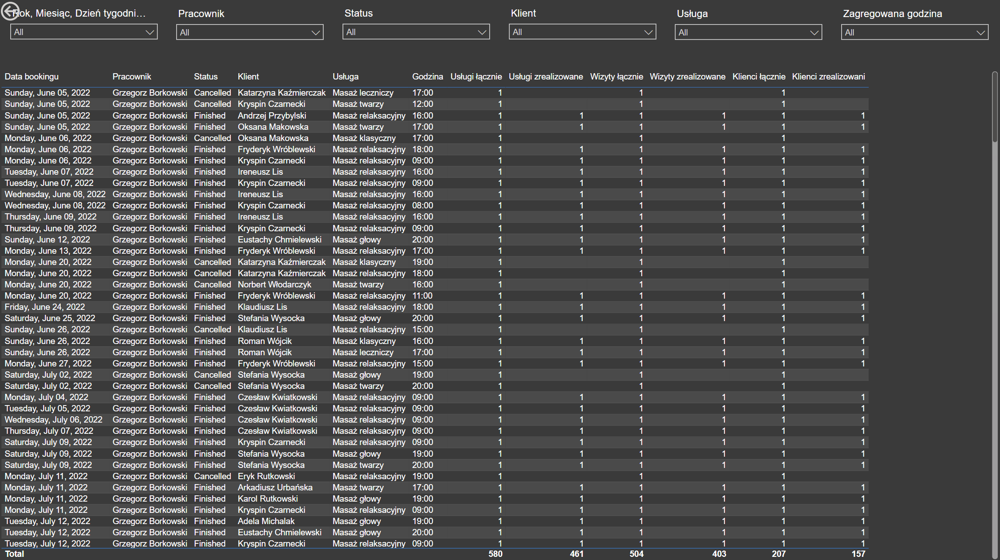 Rok, Miesiąc, Dzień tygodni… Pracownik Status Klient Usługa Zagregowana godzina
All All All All All All
Data bookingu Pracownik Status Klient Usługa Godzina Usługi łącznie Usługi zrealizowane Wizyty łącznie Wizyty zrealizowane Klienci łącznie Klienci zrealizowani
Sunday, June 05, 2022 Grzegorz Borkowski Cancelled Katarzyna Kaźmierczak Masaż leczniczy 17:00 1 1 1
Sunday, June 05, 2022 Grzegorz Borkowski Cancelled Kryspin Czarnecki Masaż twarzy 12:00 1 1 1
Sunday, June 05, 2022 Grzegorz Borkowski Finished Andrzej Przybylski Masaż relaksacyjny 16:00 1 1 1 1 1 1
Sunday, June 05, 2022 Grzegorz Borkowski Finished Oksana Makowska Masaż twarzy 17:00 1 1 1 1 1 1
Monday, June 06, 2022 Grzegorz Borkowski Cancelled Oksana Makowska Masaż klasyczny 17:00 1 1 1
Monday, June 06, 2022 Grzegorz Borkowski Finished Fryderyk Wróblewski Masaż relaksacyjny 18:00 1 1 1 1 1 1
Monday, June 06, 2022 Grzegorz Borkowski Finished Kryspin Czarnecki Masaż relaksacyjny 09:00 1 1 1 1 1 1
Tuesday, June 07, 2022 Grzegorz Borkowski Finished Ireneusz Lis Masaż relaksacyjny 16:00 1 1 1 1 1 1
Tuesday, June 07, 2022 Grzegorz Borkowski Finished Kryspin Czarnecki Masaż relaksacyjny 09:00 1 1 1 1 1 1
Wednesday, June 08, 2022 Grzegorz Borkowski Finished Ireneusz Lis Masaż relaksacyjny 16:00 1 1 1 1 1 1
Wednesday, June 08, 2022 Grzegorz Borkowski Finished Kryspin Czarnecki Masaż relaksacyjny 08:00 1 1 1 1 1 1
Thursday, June 09, 2022 Grzegorz Borkowski Finished Ireneusz Lis Masaż relaksacyjny 16:00 1 1 1 1 1 1
Thursday, June 09, 2022 Grzegorz Borkowski Finished Kryspin Czarnecki Masaż relaksacyjny 09:00 1 1 1 1 1 1
Sunday, June 12, 2022 Grzegorz Borkowski Finished Eustachy Chmielewski Masaż głowy 20:00 1 1 1 1 1 1
Monday, June 13, 2022 Grzegorz Borkowski Finished Fryderyk Wróblewski Masaż relaksacyjny 17:00 1 1 1 1 1 1
Monday, June 20, 2022 Grzegorz Borkowski Cancelled Katarzyna Kaźmierczak Masaż klasyczny 19:00 1 1 1
Monday, June 20, 2022 Grzegorz Borkowski Cancelled Katarzyna Kaźmierczak Masaż relaksacyjny 18:00 1 1 1
Monday, June 20, 2022 Grzegorz Borkowski Cancelled Norbert Włodarczyk Masaż twarzy 16:00 1 1 1
Monday, June 20, 2022 Grzegorz Borkowski Finished Fryderyk Wróblewski Masaż relaksacyjny 11:00 1 1 1 1 1 1
Friday, June 24, 2022 Grzegorz Borkowski Finished Klaudiusz Lis Masaż relaksacyjny 18:00 1 1 1 1 1 1
Saturday, June 25, 2022 Grzegorz Borkowski Finished Stefania Wysocka Masaż głowy 20:00 1 1 1 1 1 1
Sunday, June 26, 2022 Grzegorz Borkowski Cancelled Klaudiusz Lis Masaż relaksacyjny 15:00 1 1 1
Sunday, June 26, 2022 Grzegorz Borkowski Finished Roman Wójcik Masaż klasyczny 16:00 1 1 1 1 1 1
Sunday, June 26, 2022 Grzegorz Borkowski Finished Roman Wójcik Masaż leczniczy 17:00 1 1 1 1 1 1
Monday, June 27, 2022 Grzegorz Borkowski Finished Fryderyk Wróblewski Masaż relaksacyjny 15:00 1 1 1 1 1 1
Saturday, July 02, 2022 Grzegorz Borkowski Cancelled Stefania Wysocka Masaż głowy 19:00 1 1 1
Saturday, July 02, 2022 Grzegorz Borkowski Cancelled Stefania Wysocka Masaż twarzy 20:00 1 1 1
Monday, July 04, 2022 Grzegorz Borkowski Finished Czesław Kwiatkowski Masaż relaksacyjny 09:00 1 1 1 1 1 1
Tuesday, July 05, 2022 Grzegorz Borkowski Finished Czesław Kwiatkowski Masaż relaksacyjny 09:00 1 1 1 1 1 1
Wednesday, July 06, 2022 Grzegorz Borkowski Finished Czesław Kwiatkowski Masaż relaksacyjny 09:00 1 1 1 1 1 1
Thursday, July 07, 2022 Grzegorz Borkowski Finished Czesław Kwiatkowski Masaż relaksacyjny 09:00 1 1 1 1 1 1
Saturday, July 09, 2022 Grzegorz Borkowski Finished Kryspin Czarnecki Masaż relaksacyjny 09:00 1 1 1 1 1 1
Saturday, July 09, 2022 Grzegorz Borkowski Finished Stefania Wysocka Masaż głowy 19:00 1 1 1 1 1 1
Saturday, July 09, 2022 Grzegorz Borkowski Finished Stefania Wysocka Masaż twarzy 20:00 1 1 1 1 1 1
Monday, July 11, 2022 Grzegorz Borkowski Cancelled Eryk Rutkowski Masaż relaksacyjny 19:00 1 1 1
Monday, July 11, 2022 Grzegorz Borkowski Finished Arkadiusz Urbańska Masaż twarzy 17:00 1 1 1 1 1 1
Monday, July 11, 2022 Grzegorz Borkowski Finished Karol Rutkowski Masaż głowy 19:00 1 1 1 1 1 1
Monday, July 11, 2022 Grzegorz Borkowski Finished Kryspin Czarnecki Masaż relaksacyjny 09:00 1 1 1 1 1 1
Tuesday, July 12, 2022 Grzegorz Borkowski Finished Adela Michalak Masaż głowy 19:00 1 1 1 1 1 1
Tuesday, July 12, 2022 Grzegorz Borkowski Finished Eustachy Chmielewski Masaż głowy 20:00 1 1 1 1 1 1
Tuesday, July 12, 2022 Grzegorz Borkowski Finished Kryspin Czarnecki Masaż relaksacyjny 09:00 1 1 1 1 1 1
Total 580 461 504 403 207 157